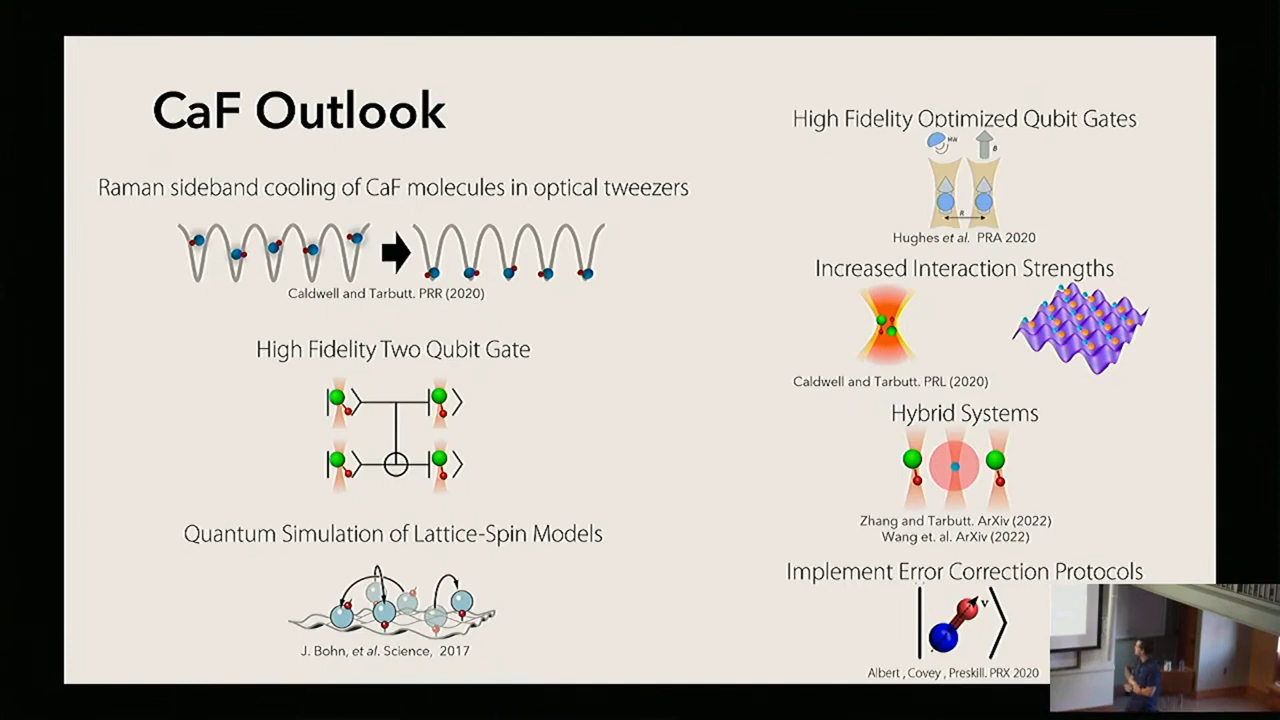 CaF Outlook
Raman sideband cooling of CaF molecules in optical tweezers
Caldwell and Tarbutt. PRR (2020)
High Fidelity Two Qubit Gate
Quantum Simulation of Lattice-Spin Models
J. Bohn, et al. Science, 2017
High Fidelity Optimized Qubit Gates
MW
B
R
Hughes et al. PRA 2020
Increased Interaction Strengths
Caldwell and Tarbutt. PRL (2020)
Hybrid Systems
Zhang and Tarbutt. ArXiv (2022)
Wang et. al. ArXiv (2022)
Implement Error Correction Protocols
v
Albert , Covey , Preskill. PRX 2020